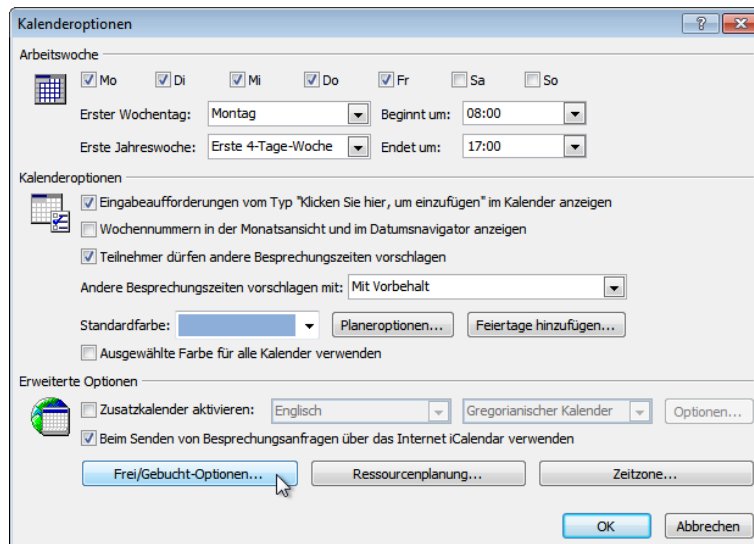 Kalenderoptionen
Arbeitswoche
Mo Di Mi Do Fr Sa So
Erster Wochentag: Montag Beginnt um: 08:00
Erste Jahreswoche: Erste 4-Tage-Woche Endet um: 17:00
Kalenderoptionen
Eingabeaufforderungen vom Typ "Klicken Sie hier, um einzufügen" im Kalender anzeigen
Wochennummern in der Monatsansicht und im Datumsnavigator anzeigen
Teilnehmer dürfen andere Besprechungszeiten vorschlagen
Andere Besprechungszeiten vorschlagen mit: Mit Vorbehalt
Standardfarbe: Planeroptionen... Feiertage hinzufügen...
Ausgewählte Farbe für alle Kalender verwenden
Erweiterte Optionen
Zusatzkalender aktivieren: Englisch Gregorianischer Kalender Optionen...
Beim Senden von Besprechungsanfragen über das Internet iCalendar verwenden
Frei/Gebucht-Optionen... Ressourcenplanung... Zeitzone...
OK Abbrechen